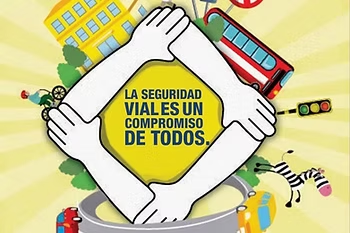 LA SEGURIDAD
VIAL ES UN
COMPROMISO
DE TODOS.